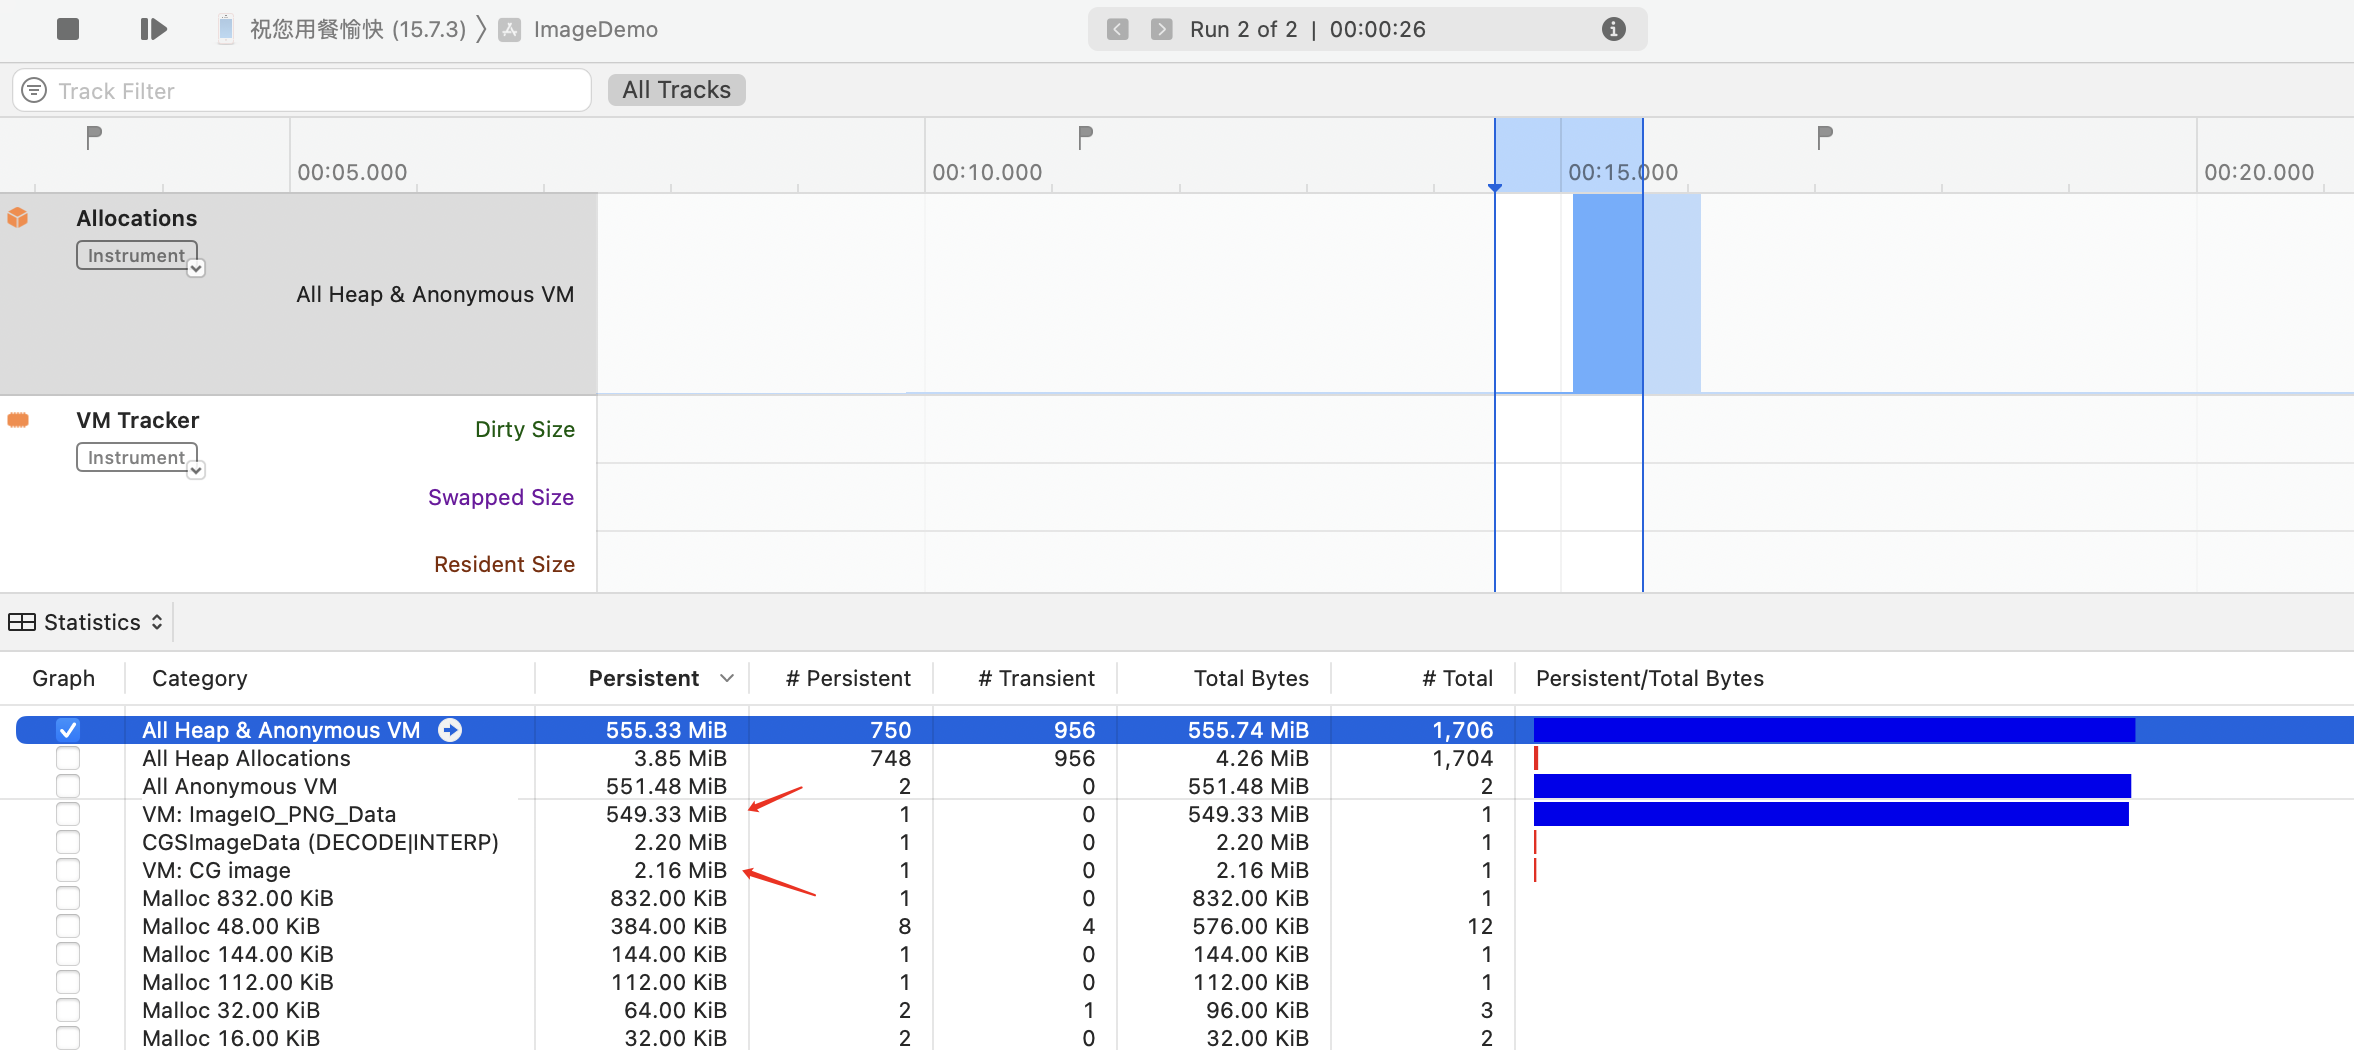 祝您用餐愉快 (15.7.3) 〉 ImageDemo
Run 2 of 2 | 00:00:26
Track Filter
All Tracks
00:05.000 00:10.000 00:15.000 00:20.000
Allocations
Instrument
All Heap & Anonymous VM
VM Tracker
Instrument
Dirty Size
Swapped Size
Resident Size
Statistics
Graph Category Persistent # Persistent # Transient Total Bytes # Total Persistent/Total Bytes
All Heap & Anonymous VM 555.33 MiB 750 956 555.74 MiB 1,706
All Heap Allocations 3.85 MiB 748 956 4.26 MiB 1,704
All Anonymous VM 551.48 MiB 2 0 551.48 MiB 2
VM: ImageIO_PNG_Data 549.33 MiB 1 0 549.33 MiB 1
CGSImageData (DECODE|INTERP) 2.20 MiB 1 0 2.20 MiB 1
VM: CG image 2.16 MiB 1 0 2.16 MiB 1
Malloc 832.00 KiB 832.00 KiB 1 0 832.00 KiB 1
Malloc 48.00 KiB 384.00 KiB 8 4 576.00 KiB 12
Malloc 144.00 KiB 144.00 KiB 1 0 144.00 KiB 1
Malloc 112.00 KiB 112.00 KiB 1 0 112.00 KiB 1
Malloc 32.00 KiB 64.00 KiB 2 1 96.00 KiB 3
Malloc 16.00 KiB 32.00 KiB 2 0 32.00 KiB 2